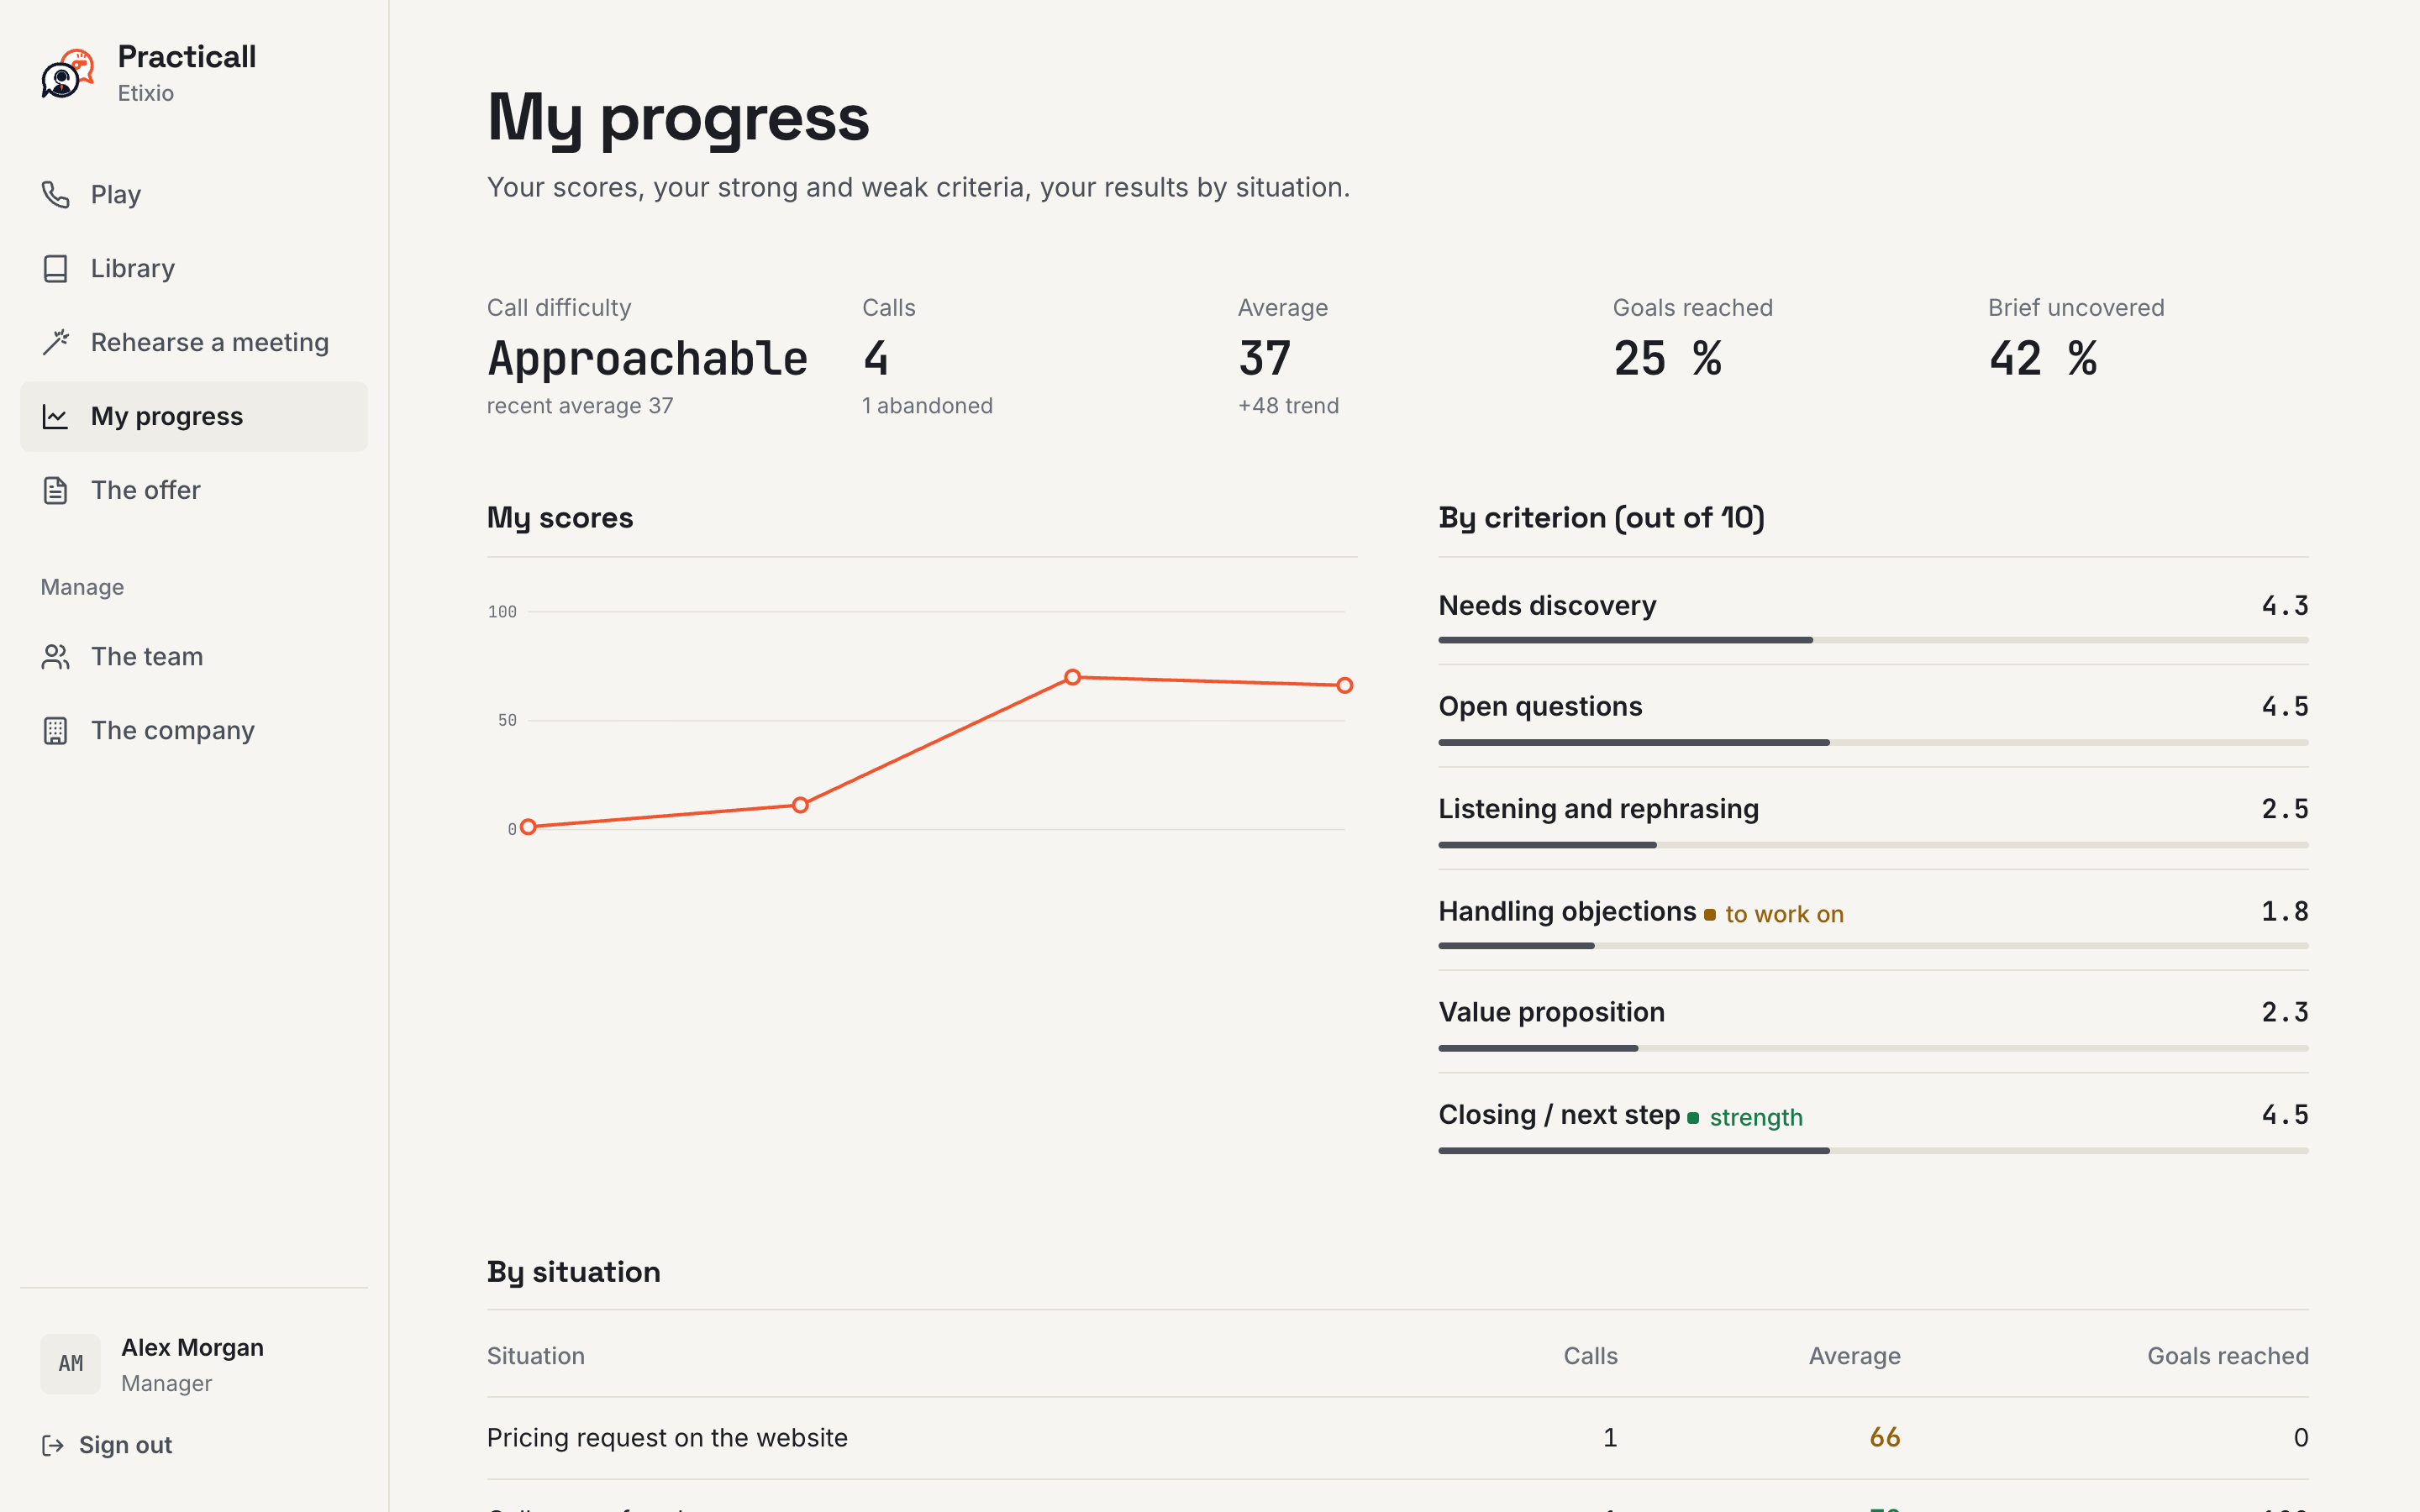 Practicall
Etixio
Play
Library
Rehearse a meeting
My progress
The offer
Manage
The team
The company
AM
Alex Morgan
Manager
Sign out
My progress
Your scores, your strong and weak criteria, your results by situation.
Call difficulty
Approachable
recent average 37
Calls
4
1 abandoned
Average
37
+48 trend
Goals reached
25 %
Brief uncovered
42 %
My scores
100
50
0
By criterion (out of 10)
Needs discovery 4.3
Open questions 4.5
Listening and rephrasing 2.5
Handling objections to work on 1.8
Value proposition 2.3
Closing / next step strength 4.5
By situation
Situation Calls Average Goals reached
Pricing request on the website 1 66 0